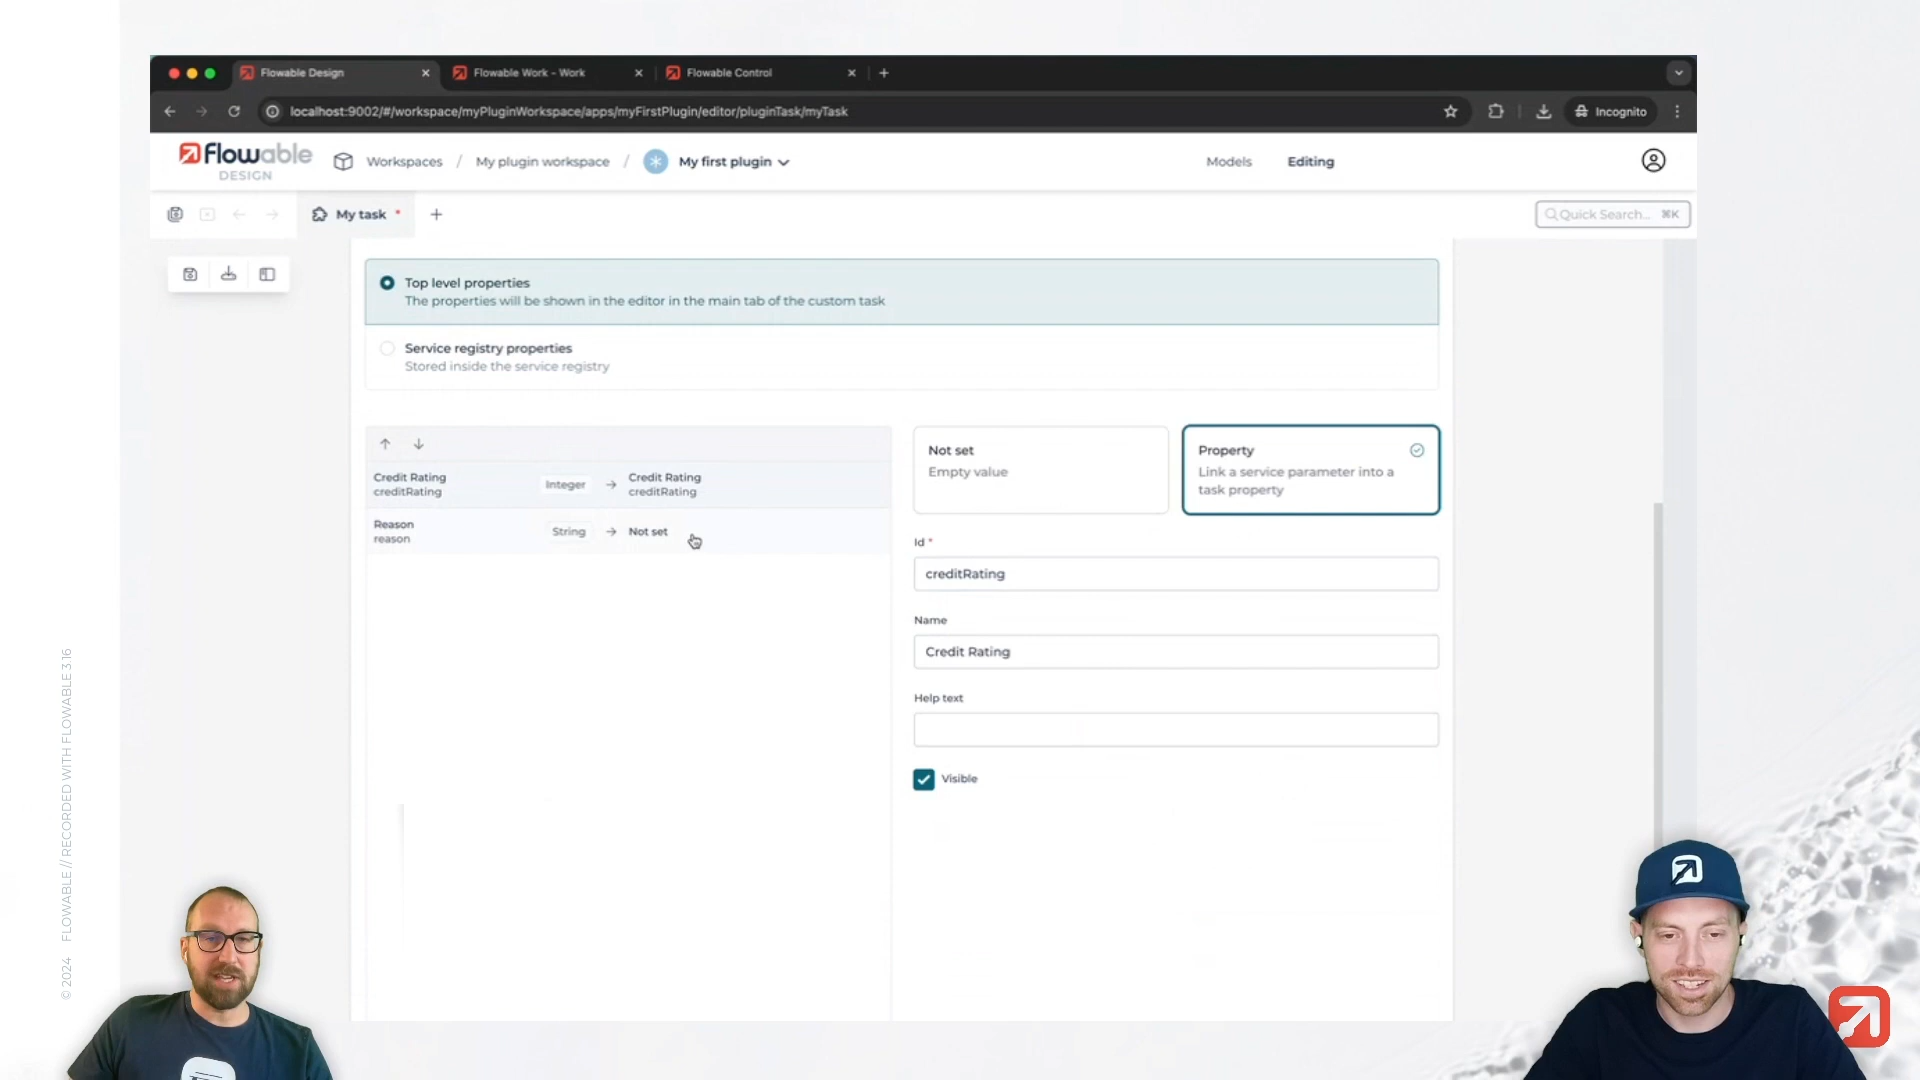 Flowable Design
Flowable Work - Work
Flowable Control
localhost:9002/#/workspace/myPluginWorkspace/apps/myFirstPlugin/editor/pluginTask/myTask
Incognito
Flowable
DESIGN
Workspaces / My plugin workspace / My first plugin
Models
Editing
My task *
Quick Search... ⌘K
Top level properties
The properties will be shown in the editor in the main tab of the custom task
Service registry properties
Stored inside the service registry
Credit Rating
creditRating
Integer
Credit Rating
creditRating
Reason
reason
String
Not set
Not set
Empty value
Property
Link a service parameter into a
task property
Id *
creditRating
Name
Credit Rating
Help text
Visible
© 2024 FLOWABLE // RECORDED WITH FLOWABLE 3.16